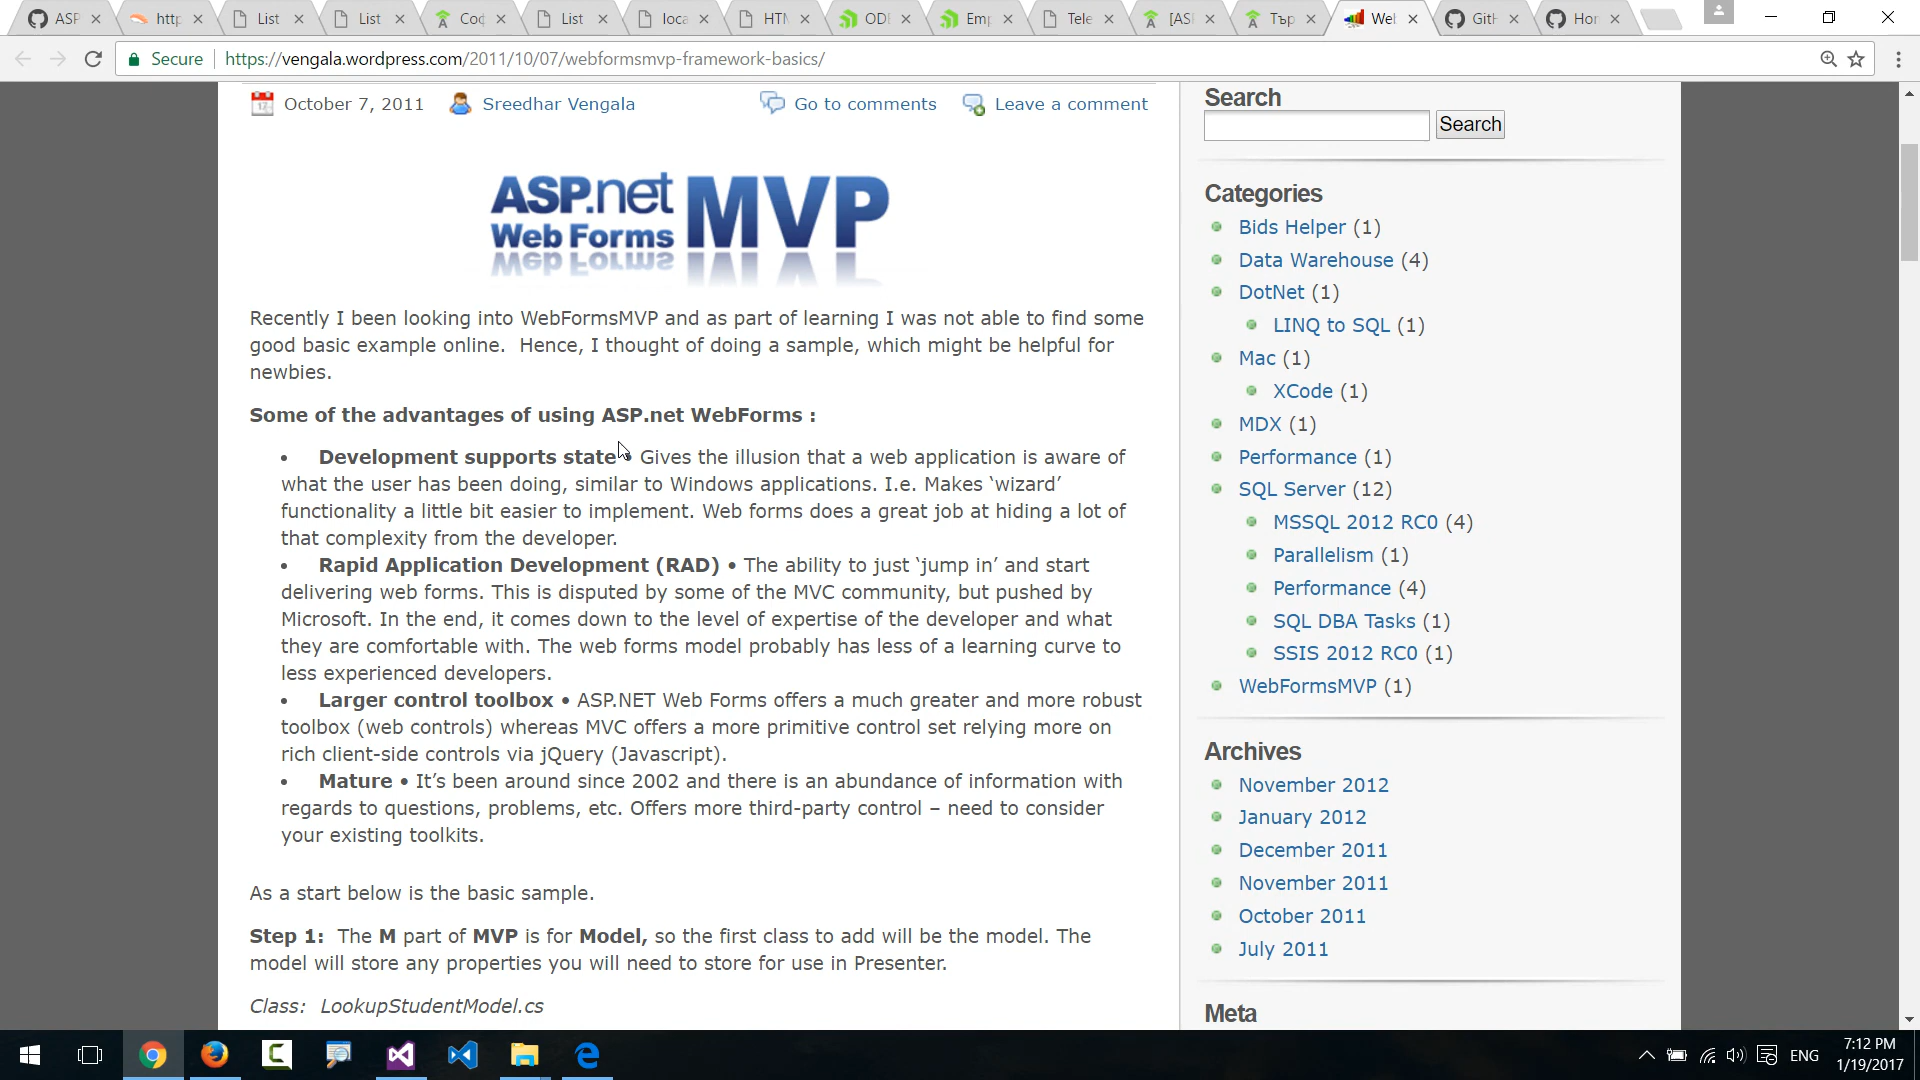 ASP
http
List
List
Coф
List
loca
HTM
ODE
Emp
Tele
[ASI
Тър
Web
GitH
Hor
Secure https://vengala.wordpress.com/2011/10/07/webformsmvp-framework-basics/
October 7, 2011 Sreedhar Vengala Go to comments Leave a comment
ASP.net
Web Forms MVP
Recently I been looking into WebFormsMVP and as part of learning I was not able to find some
good basic example online. Hence, I thought of doing a sample, which might be helpful for
newbies.
Some of the advantages of using ASP.net WebForms :
• Development supports state • Gives the illusion that a web application is aware of
what the user has been doing, similar to Windows applications. I.e. Makes ‘wizard’
functionality a little bit easier to implement. Web forms does a great job at hiding a lot of
that complexity from the developer.
• Rapid Application Development (RAD) • The ability to just ‘jump in’ and start
delivering web forms. This is disputed by some of the MVC community, but pushed by
Microsoft. In the end, it comes down to the level of expertise of the developer and what
they are comfortable with. The web forms model probably has less of a learning curve to
less experienced developers.
• Larger control toolbox • ASP.NET Web Forms offers a much greater and more robust
toolbox (web controls) whereas MVC offers a more primitive control set relying more on
rich client-side controls via jQuery (Javascript).
• Mature • It’s been around since 2002 and there is an abundance of information with
regards to questions, problems, etc. Offers more third-party control – need to consider
your existing toolkits.
As a start below is the basic sample.
Step 1: The M part of MVP is for Model, so the first class to add will be the model. The
model will store any properties you will need to store for use in Presenter.
Class: LookupStudentModel.cs
Search
Search
Categories
Bids Helper (1)
Data Warehouse (4)
DotNet (1)
LINQ to SQL (1)
Mac (1)
XCode (1)
MDX (1)
Performance (1)
SQL Server (12)
MSSQL 2012 RC0 (4)
Parallelism (1)
Performance (4)
SQL DBA Tasks (1)
SSIS 2012 RC0 (1)
WebFormsMVP (1)
Archives
November 2012
January 2012
December 2011
November 2011
October 2011
July 2011
Meta
ENG
7:12 PM
1/19/2017